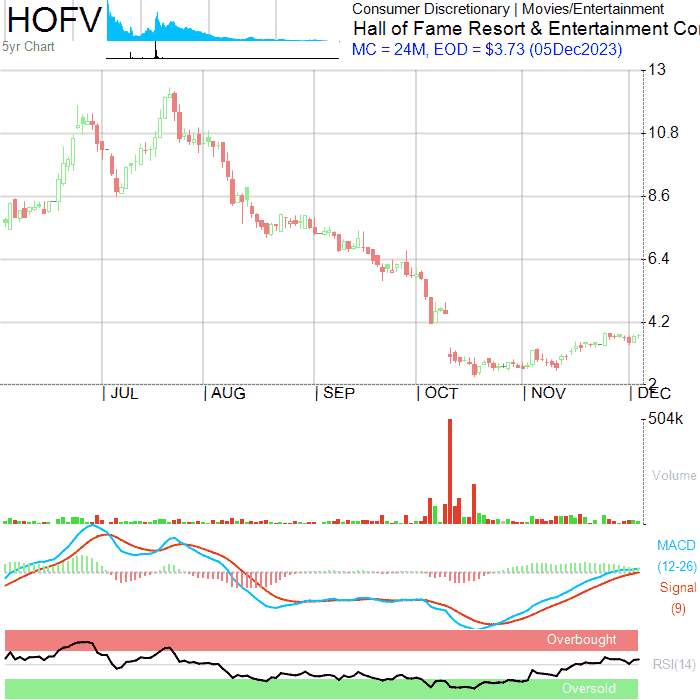 HOFV
5yr Chart
Consumer Discretionary | Movies/Entertainment
Hall of Fame Resort & Entertainment Co
MC = 24M, EOD = $3.73 (05Dec2023)
13
10.8
8.6
6.4
4.2
2
| JUL | AUG | SEP | OCT | NOV | DEC
504k
Volume
MACD
(12-26)
Signal
(9)
Overbought
RSI(14)
Oversold